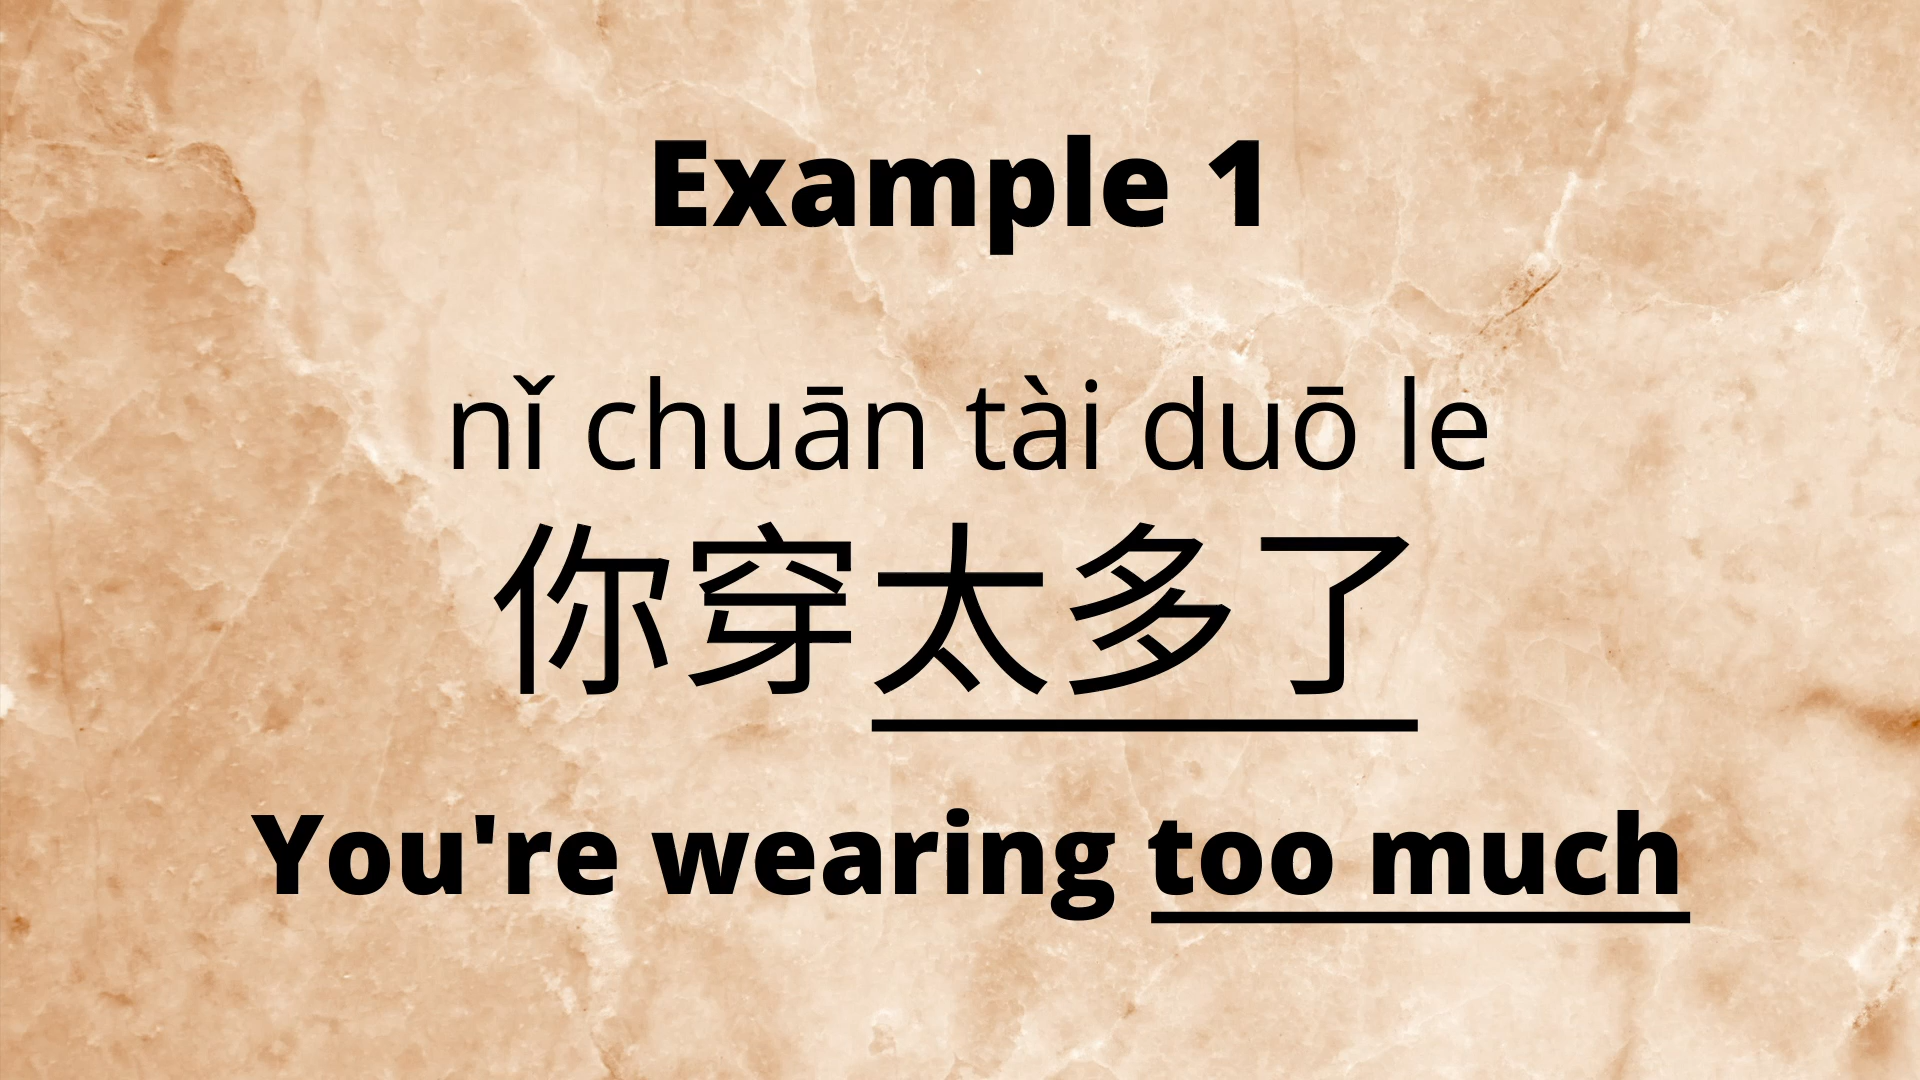 Example 1
nǐ chuān tài duō le
你穿太多了
You're wearing too much